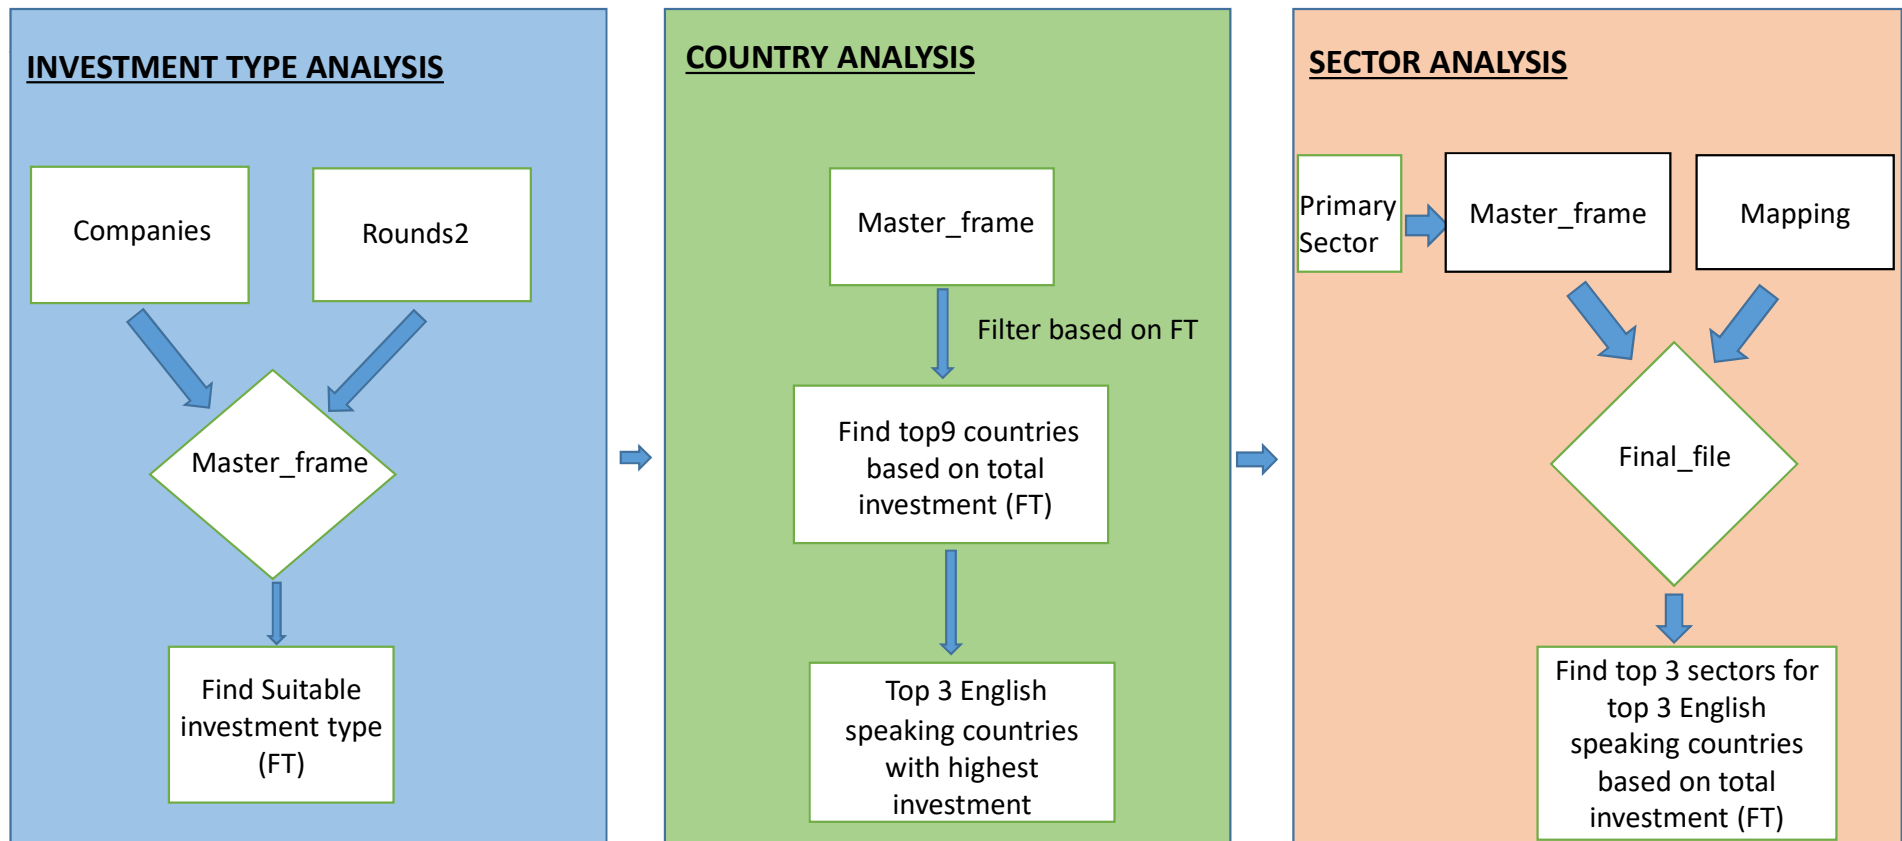 INVESTMENT TYPE ANALYSIS
Companies
Rounds2
Master_frame
Find Suitable
investment type
(FT)
COUNTRY ANALYSIS
Master_frame
Filter based on FT
Find top9 countries
based on total
investment (FT)
Top 3 English
speaking countries
with highest
investment
SECTOR ANALYSIS
Primary
Sector
Master_frame
Mapping
Final_file
Find top 3 sectors for
top 3 English
speaking countries
based on total
investment (FT)